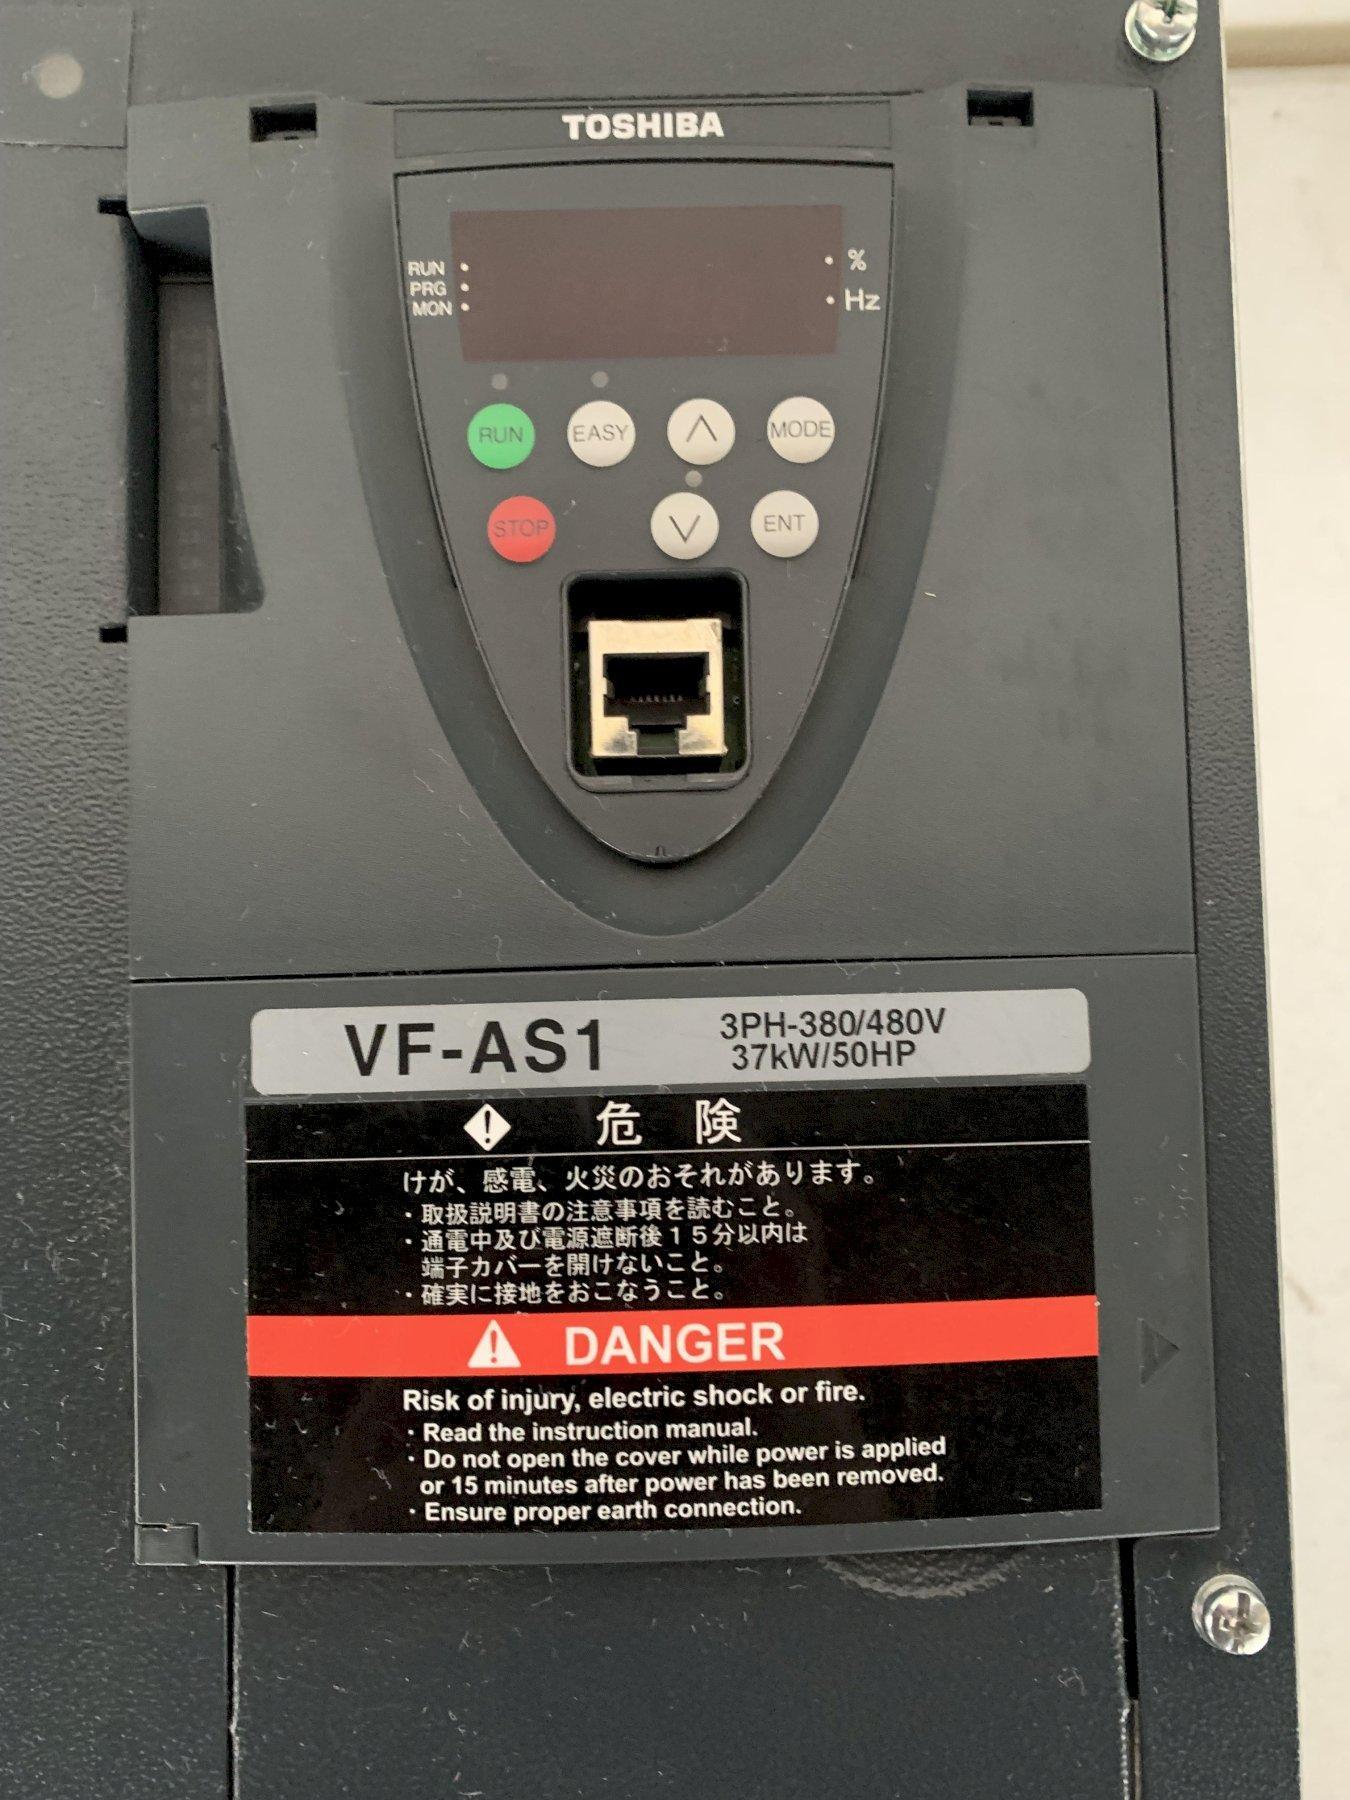 TOSHIBA
RUN
PRG
MON
%
Hz
RUN
EASY
MODE
STOP
ENT
VF-AS1
3PH-380/480V
37kW/50HP
危 険
けが、感電、火災のおそれがあります。
・取扱説明書の注意事項を読むこと。
・通電中及び電源遮断後15分以内は
端子カバーを開けないこと。
・確実に接地をおこなうこと。
DANGER
Risk of injury, electric shock or fire.
・Read the instruction manual.
・Do not open the cover while power is applied
or 15 minutes after power has been removed.
・Ensure proper earth connection.